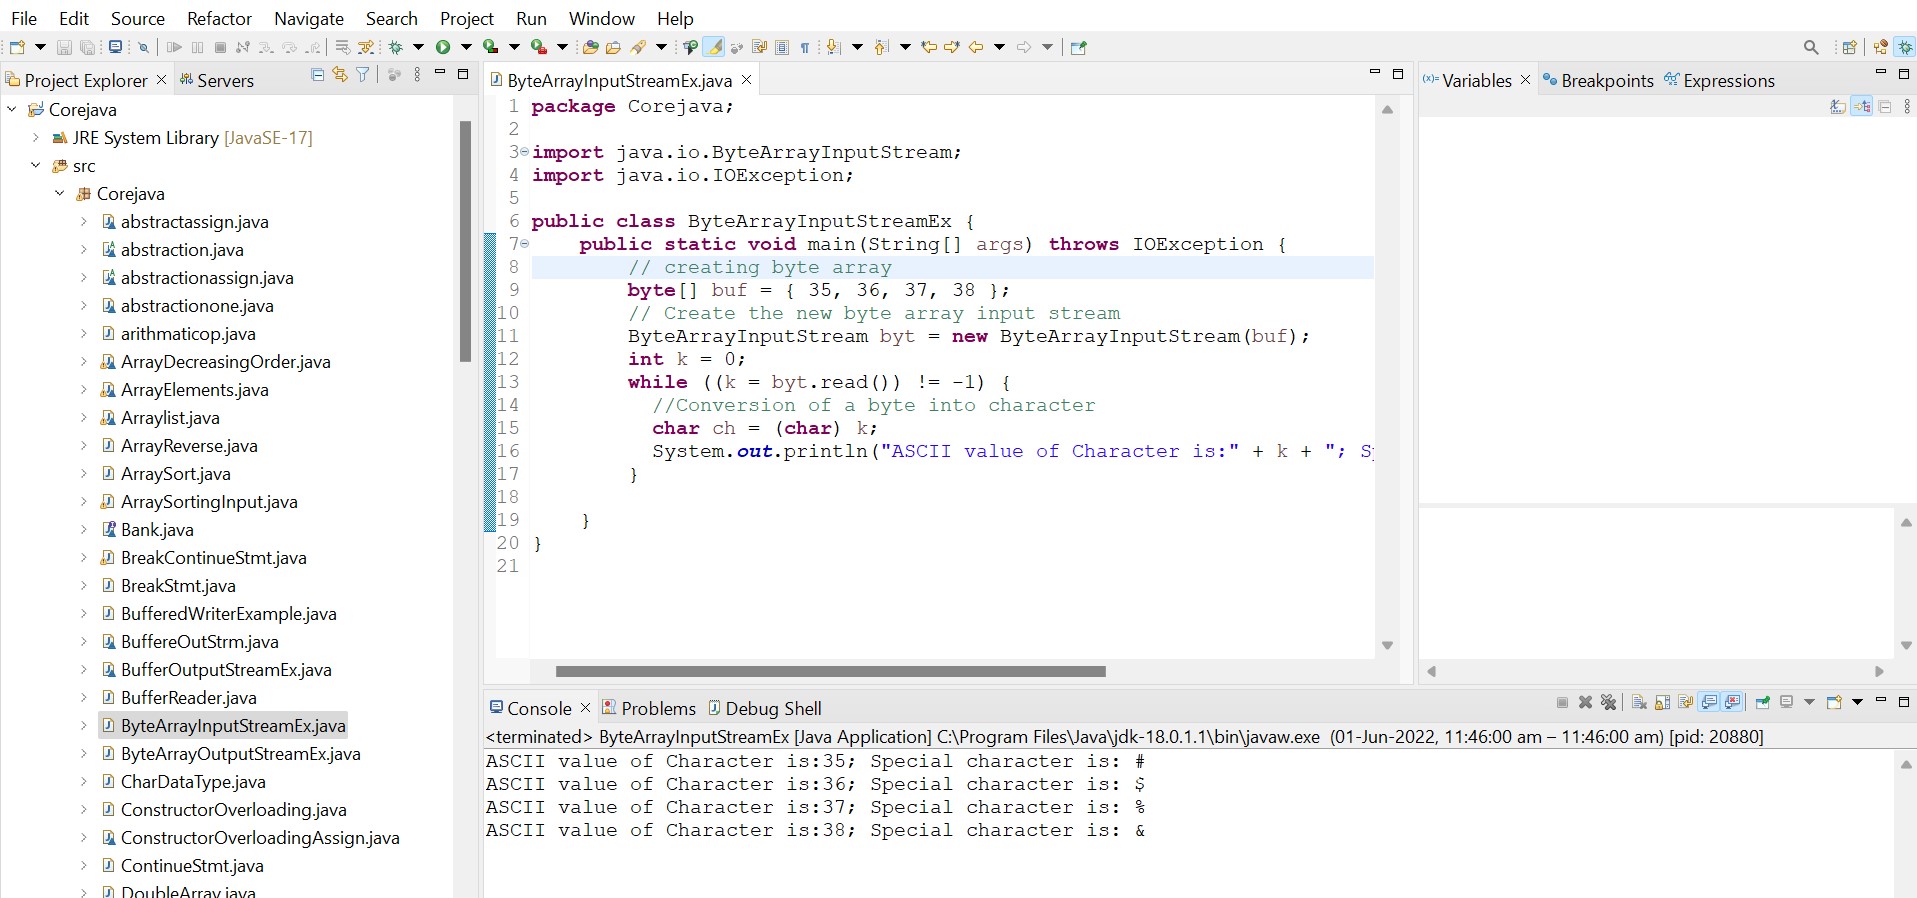 File Edit Source Refactor Navigate Search Project Run Window Help
Project Explorer
Servers
Corejava
JRE System Library [JavaSE-17]
src
Corejava
abstractassign.java
abstraction.java
abstractionassign.java
abstractionone.java
arithmaticop.java
ArrayDecreasingOrder.java
ArrayElements.java
Arraylist.java
ArrayReverse.java
ArraySort.java
ArraySortingInput.java
Bank.java
BreakContinueStmt.java
BreakStmt.java
BufferedWriterExample.java
BuffereOutStrm.java
BufferOutputStreamEx.java
BufferReader.java
ByteArrayInputStreamEx.java
ByteArrayOutputStreamEx.java
CharDataType.java
ConstructorOverloading.java
ConstructorOverloadingAssign.java
ContinueStmt.java
DoubleArray.java
ByteArrayInputStreamEx.java
1 package Corejava;
2
3 import java.io.ByteArrayInputStream;
4 import java.io.IOException;
5
6 public class ByteArrayInputStreamEx {
7 public static void main(String[] args) throws IOException {
8 // creating byte array
9 byte[] buf = { 35, 36, 37, 38 };
10 // Create the new byte array input stream
11 ByteArrayInputStream byt = new ByteArrayInputStream(buf);
12 int k = 0;
13 while ((k = byt.read()) != -1) {
14 //Conversion of a byte into character
15 char ch = (char) k;
16 System.out.println("ASCII value of Character is:" + k + "; S
17 }
18
19 }
20 }
21
(x)= Variables
Breakpoints
Expressions
Console
Problems
Debug Shell
<terminated> ByteArrayInputStreamEx [Java Application] C:\Program Files\Java\jdk-18.0.1.1\bin\javaw.exe (01-Jun-2022, 11:46:00 am – 11:46:00 am) [pid: 20880]
ASCII value of Character is:35; Special character is: #
ASCII value of Character is:36; Special character is: $
ASCII value of Character is:37; Special character is: %
ASCII value of Character is:38; Special character is: &